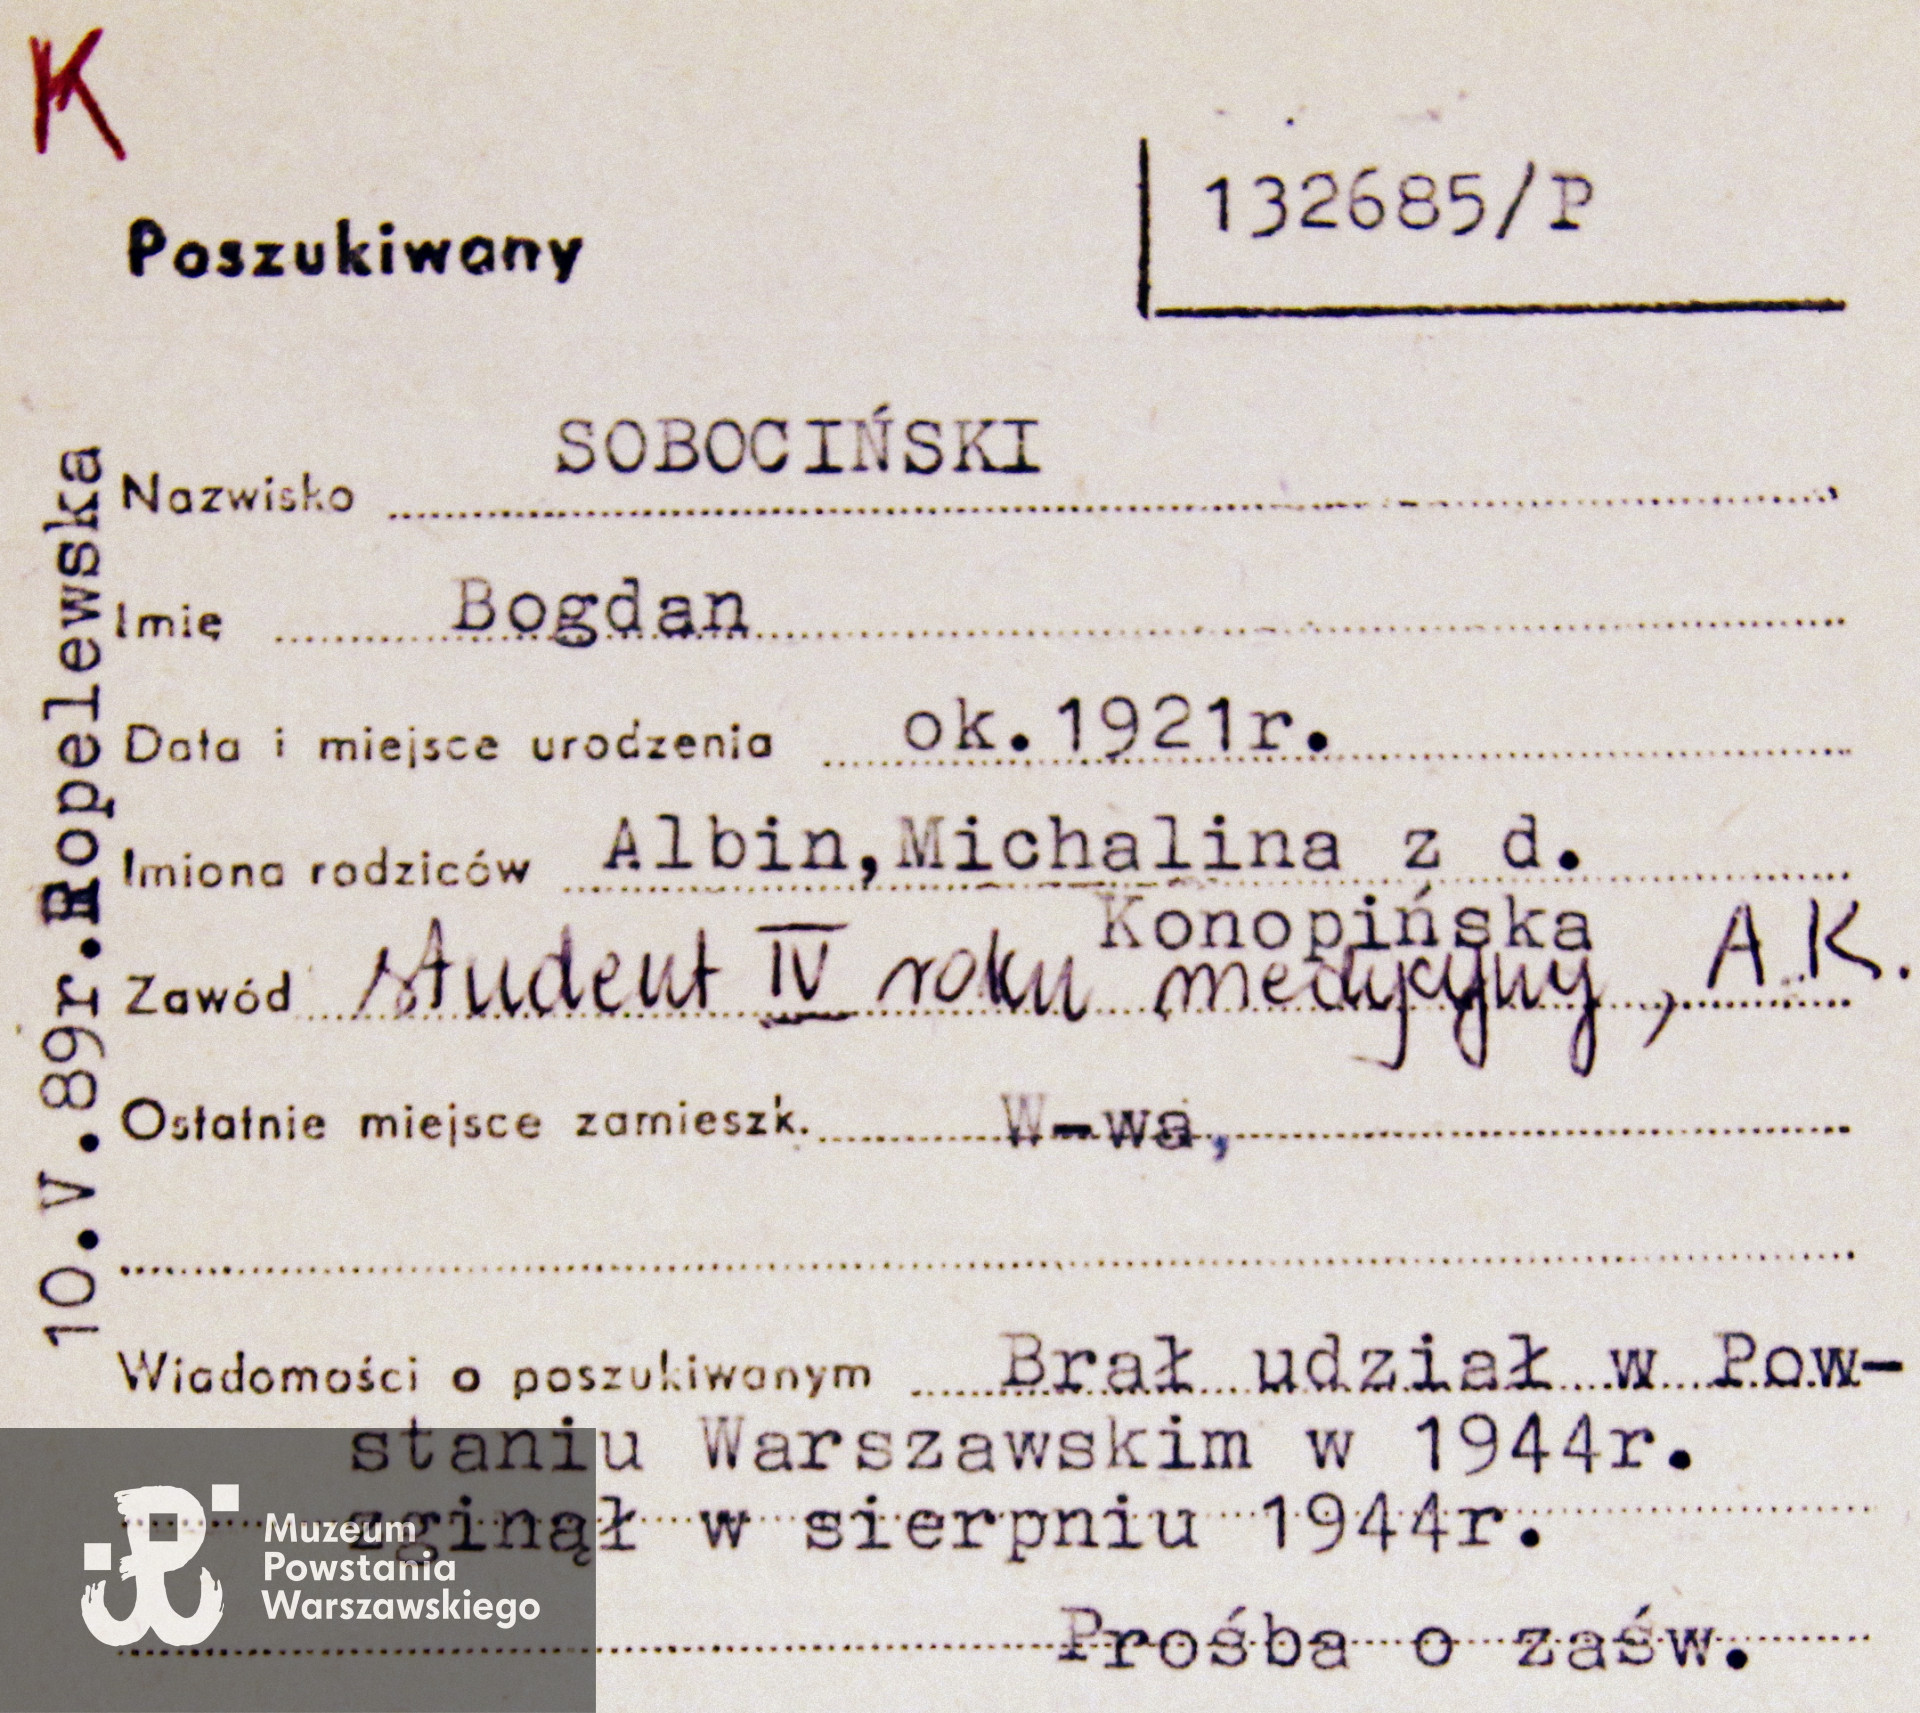 K
132685/P
Poszukiwany
Nazwisko SOBOCIŃSKI
Imię Bogdan
Data i miejsce urodzenia ok.1921r.
Imiona rodziców Albin,Michalina z d.
Konopińska
Zawód student IV roku medycyny, A.K.
Ostatnie miejsce zamieszk. W-wa,
Wiadomości o poszukiwanym Brał udział w Pow-
staniu Warszawskim w 1944r.
zginął w sierpniu 1944r.
Prośba o zaśw.
10.V.89r.Ropelewska
Muzeum
Powstania
Warszawskiego